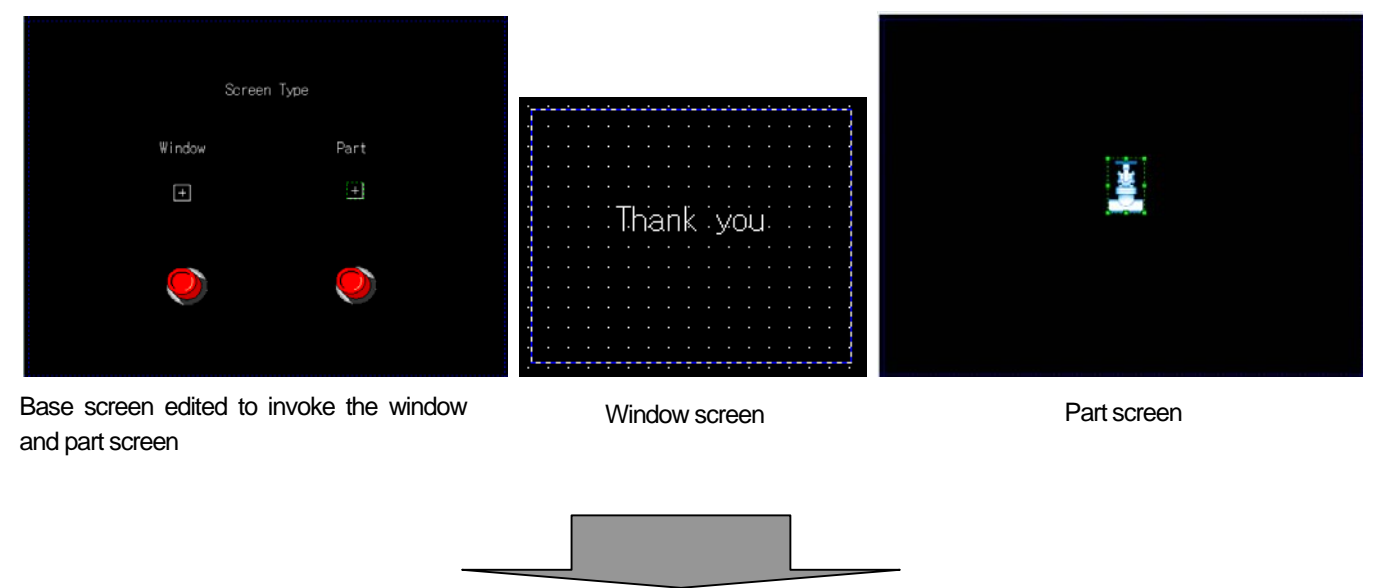 Screen Type
Window Part
Thank you
Base screen edited to invoke the window
and part screen
Window screen
Part screen